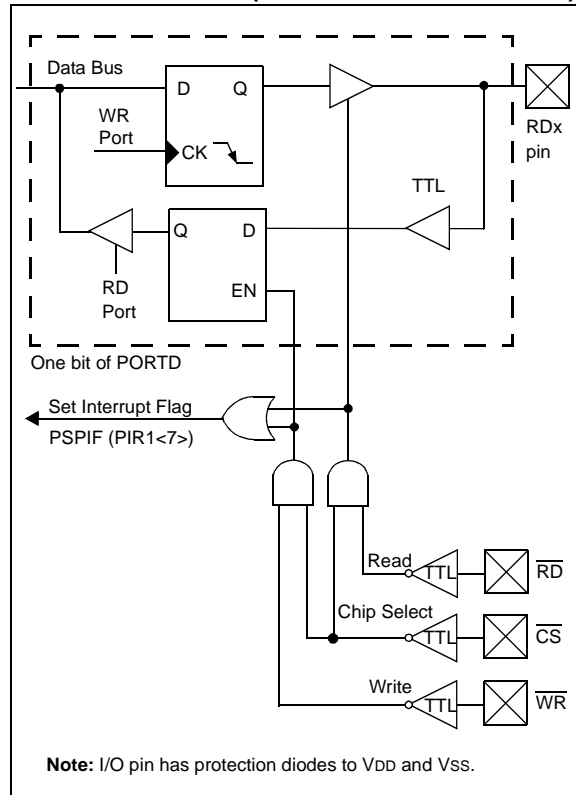 Data Bus
D Q
WR
Port
CK
RDx
pin
TTL
Q D
EN
RD
Port
One bit of PORTD
Set Interrupt Flag
PSPIF (PIR1<7>)
Read
TTL
RD
Chip Select
TTL
CS
Write
TTL
WR
Note: I/O pin has protection diodes to VDD and VSS.